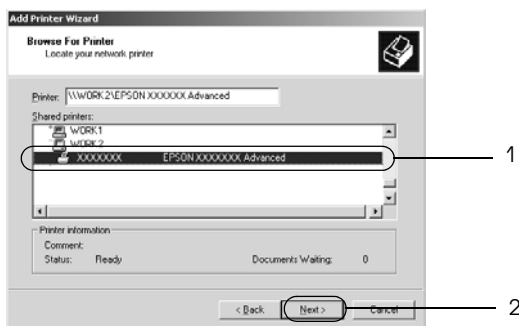 Add Printer Wizard
Browse For Printer
Locate your network printer
Printer: \\WORK2\EPSON XXXXXX Advanced
Shared printers:
WORK1
WORK2
XXXXXXX EPSON XXXXXXX Advanced
1
Printer information
Comment:
Status: Ready Documents Waiting: 0
< Back Next > Cancel
2